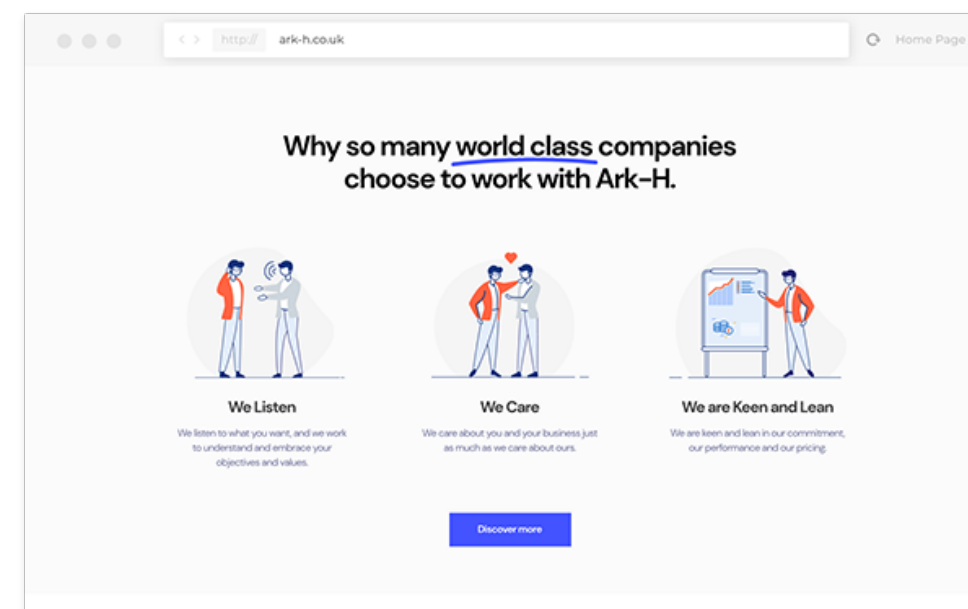 http://
ark-h.co.uk
Home Page
Why so many world class companies
choose to work with Ark-H.
We Listen
We listen to what you want, and we work
to understand and embrace your
objectives and values.
We Care
We care about you and your business just
as much as we care about ours.
We are Keen and Lean
We are keen and lean in our commitment,
our performance and our pricing.
Discover more